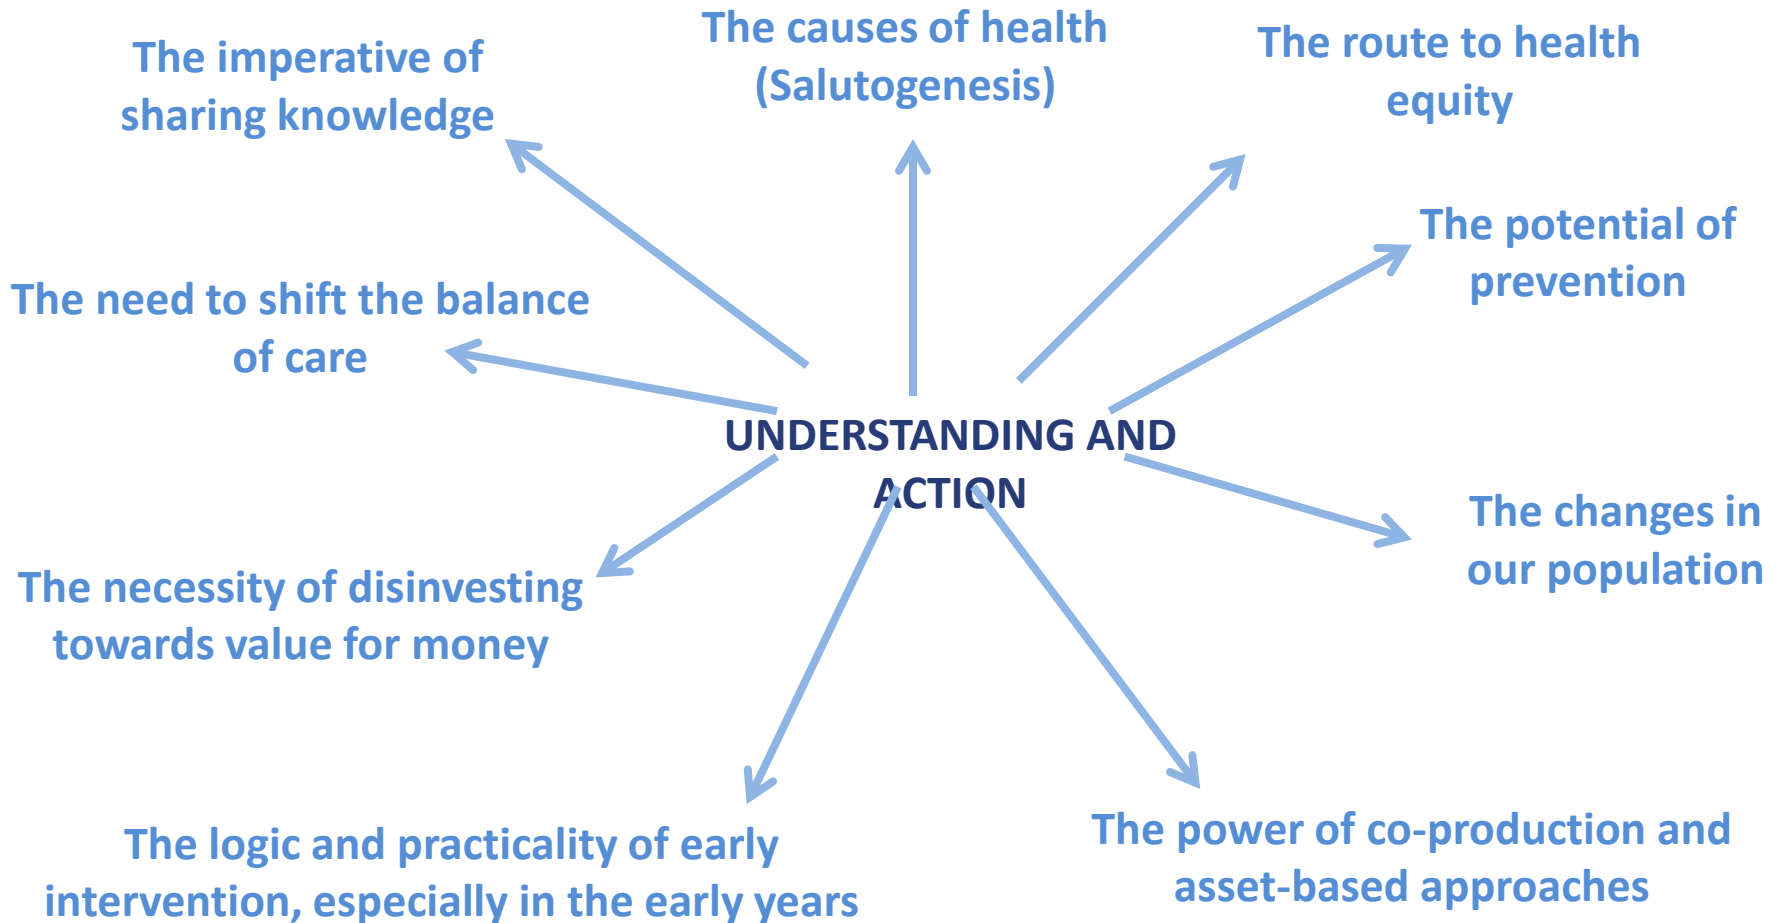 The causes of health
(Salutogenesis)
The imperative of
sharing knowledge
The route to health
equity
The potential of
prevention
The need to shift the balance
of care
UNDERSTANDING AND
ACTION
The changes in
our population
The necessity of disinvesting
towards value for money
The logic and practicality of early
intervention, especially in the early years
The power of co-production and
asset-based approaches